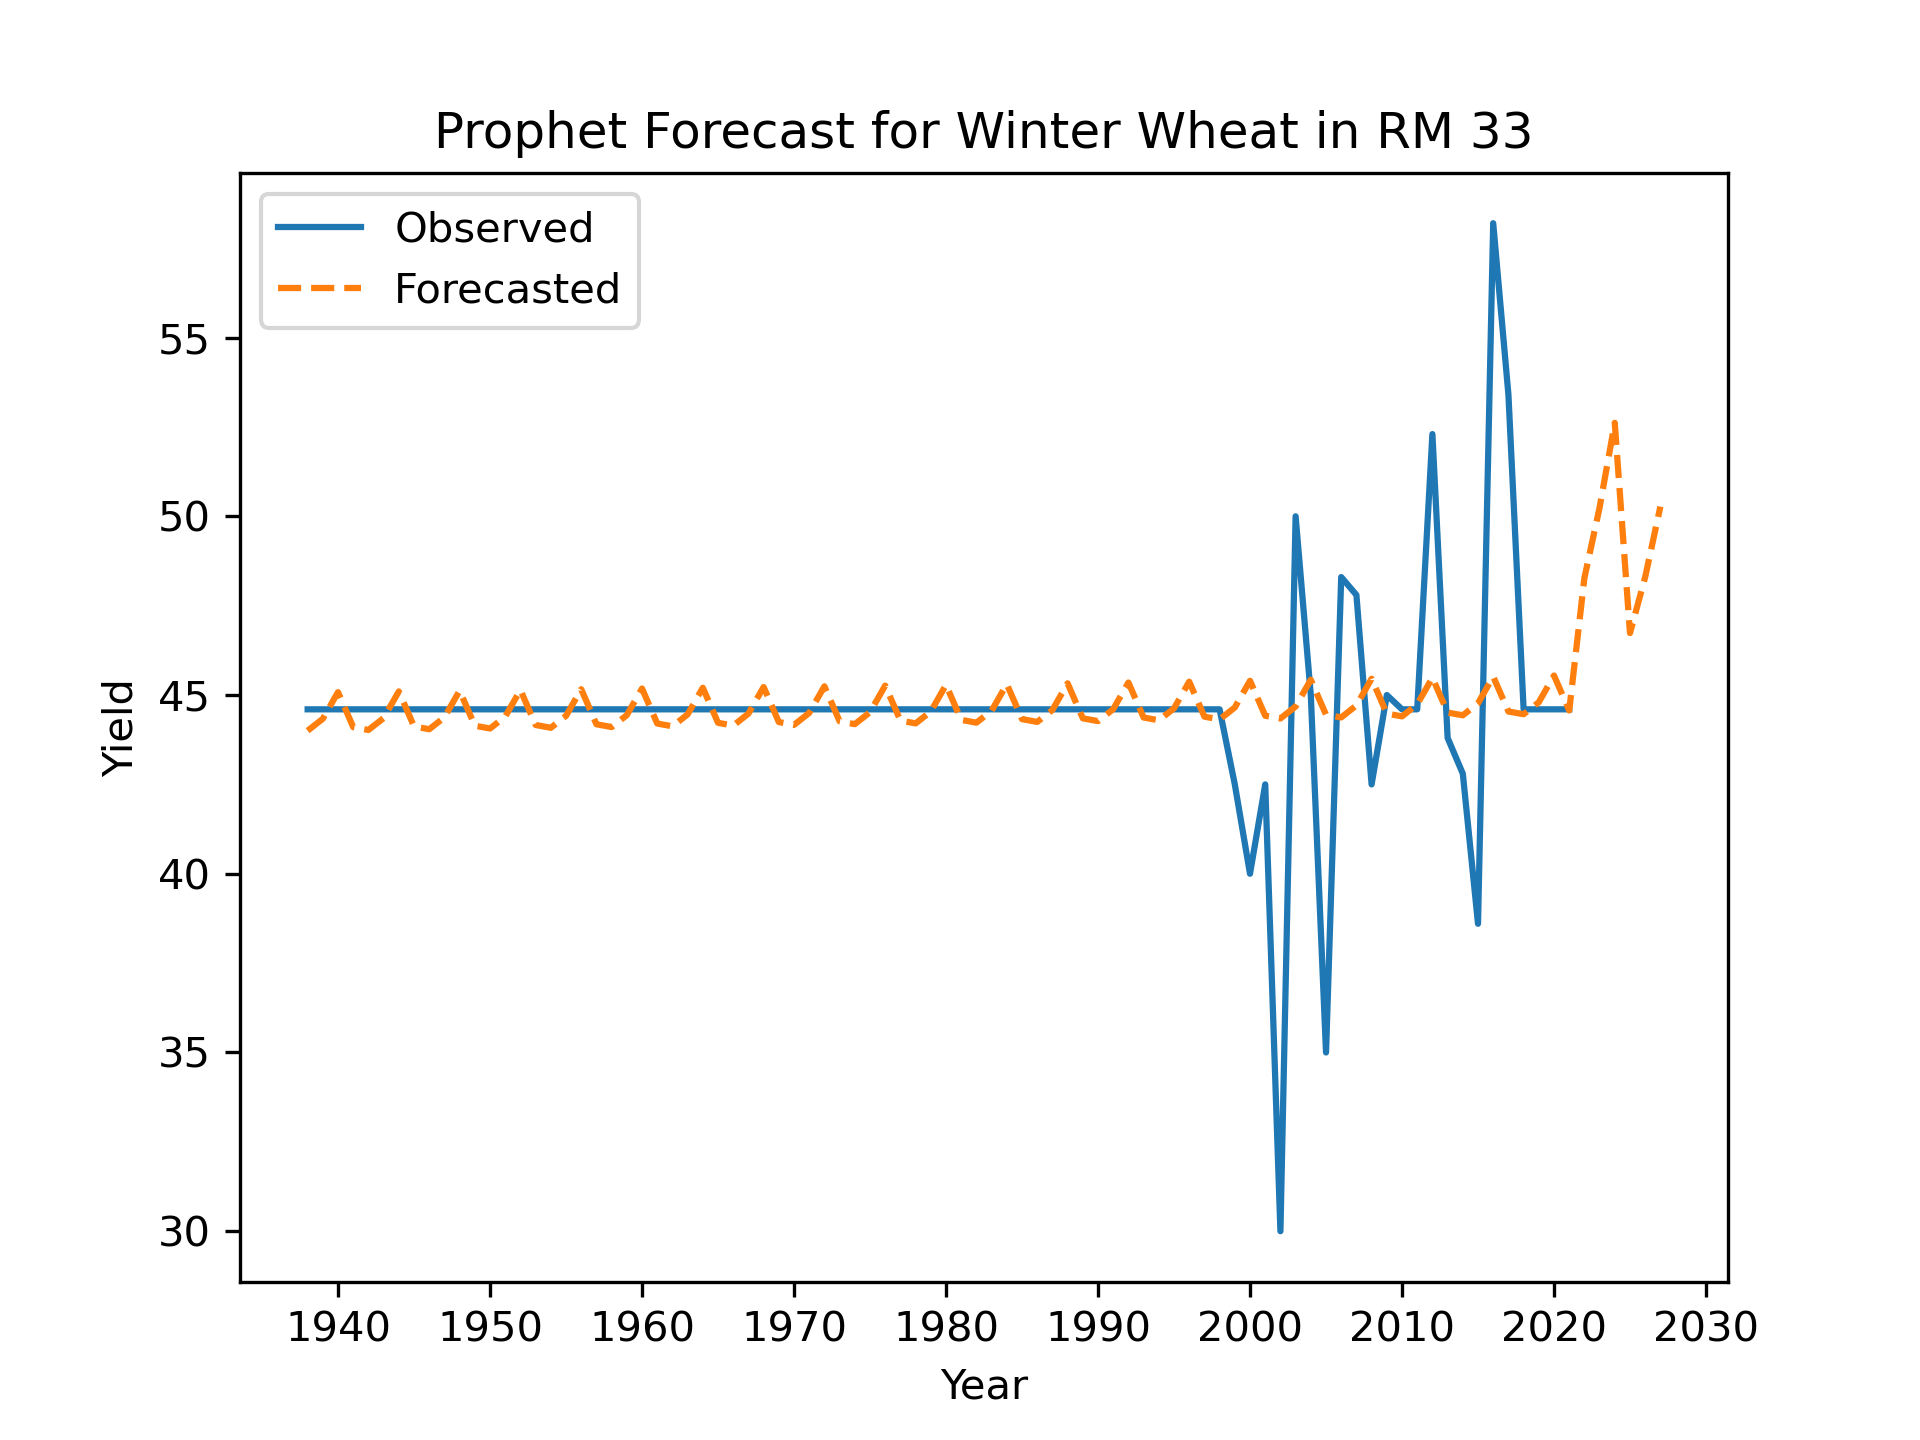 Prophet Forecast for Winter Wheat in RM 33
Observed
Forecasted
55
50
45
40
35
30
Yield
1940 1950 1960 1970 1980 1990 2000 2010 2020 2030
Year